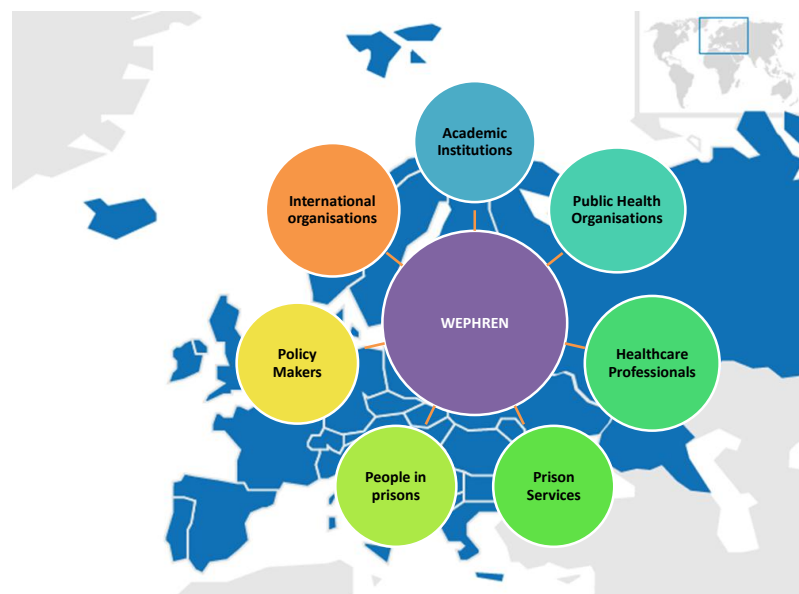 Academic
Institutions
International
organisations
Public Health
Organisations
WEPHREN
Policy
Makers
Healthcare
Professionals
People in
prisons
Prison
Services